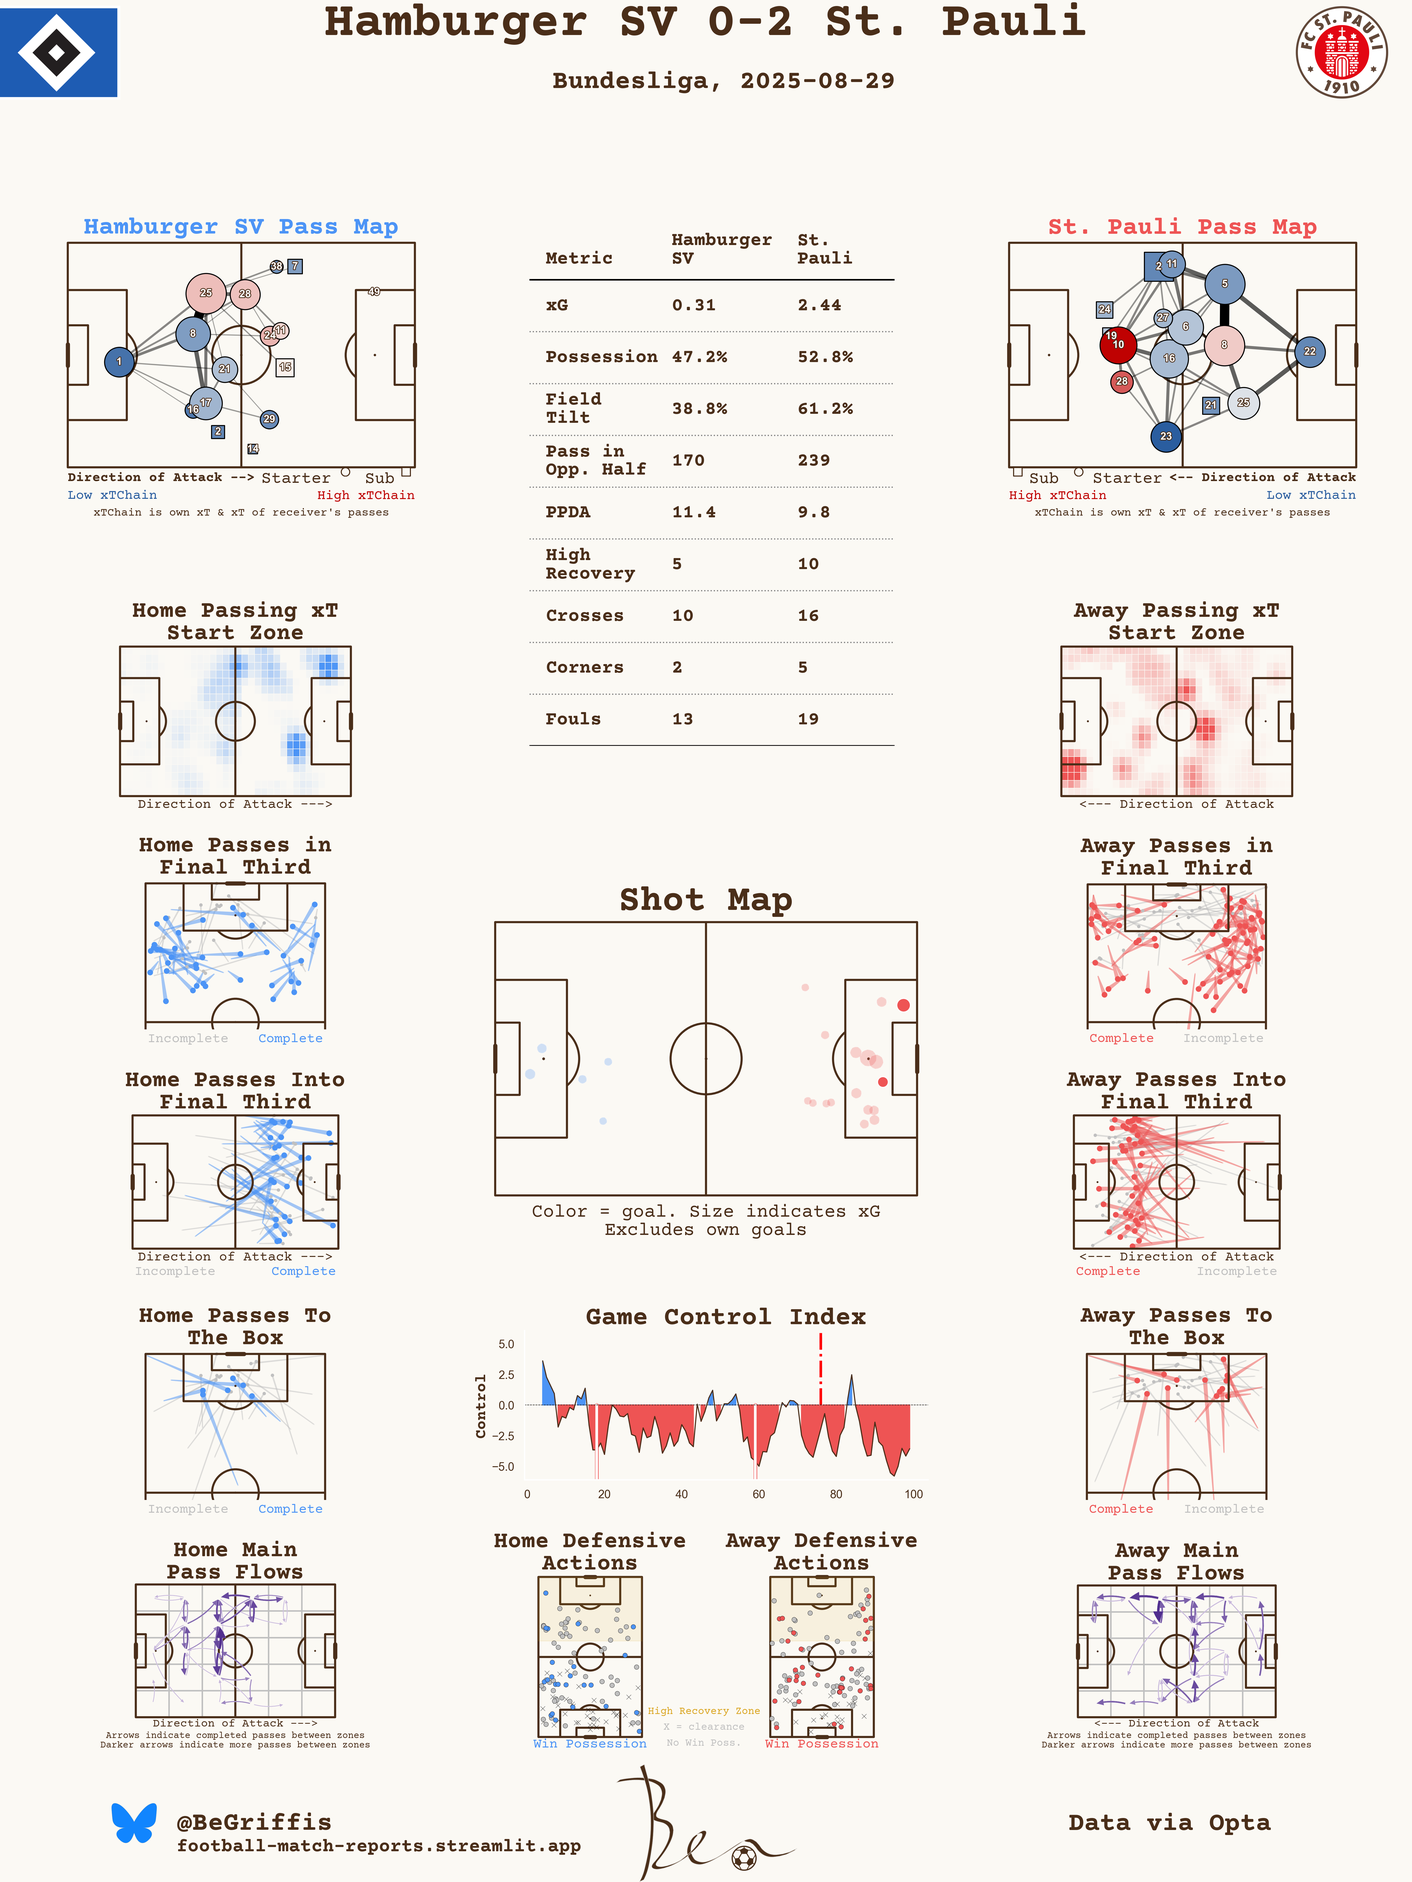 Hamburger SV 0-2 St. Pauli
Bundesliga, 2025-08-29
FC ST. PAULI
1910
Hamburger SV Pass Map
38 7
25 28 49
8 24 11
1 21 15
16 17
29
2
14
Direction of Attack --> Starter Sub
Low xTChain High xTChain
xTChain is own xT & xT of receiver's passes
Metric Hamburger SV St. Pauli
xG 0.31 2.44
Possession 47.2% 52.8%
Field Tilt 38.8% 61.2%
Pass in Opp. Half 170 239
PPDA 11.4 9.8
High Recovery 5 10
Crosses 10 16
Corners 2 5
Fouls 13 19
St. Pauli Pass Map
2 11
5
24
27 6
19
10 16 8 22
28
21 25
23
Sub Starter <-- Direction of Attack
High xTChain Low xTChain
xTChain is own xT & xT of receiver's passes
Home Passing xT
Start Zone
Direction of Attack --->
Away Passing xT
Start Zone
<--- Direction of Attack
Home Passes in
Final Third
Incomplete Complete
Shot Map
Color = goal. Size indicates xG
Excludes own goals
Away Passes in
Final Third
Complete Incomplete
Home Passes Into
Final Third
Direction of Attack --->
Incomplete Complete
Away Passes Into
Final Third
<--- Direction of Attack
Complete Incomplete
Home Passes To
The Box
Incomplete Complete
Game Control Index
Control
5.0
2.5
0.0
−2.5
−5.0
0 20 40 60 80 100
Away Passes To
The Box
Complete Incomplete
Home Main
Pass Flows
Direction of Attack --->
Arrows indicate completed passes between zones
Darker arrows indicate more passes between zones
Home Defensive
Actions
Win Possession
High Recovery Zone
X = clearance
No Win Poss.
Away Defensive
Actions
Win Possession
Away Main
Pass Flows
<--- Direction of Attack
Arrows indicate completed passes between zones
Darker arrows indicate more passes between zones
@BeGriffis
football-match-reports.streamlit.app
Ben
Data via Opta